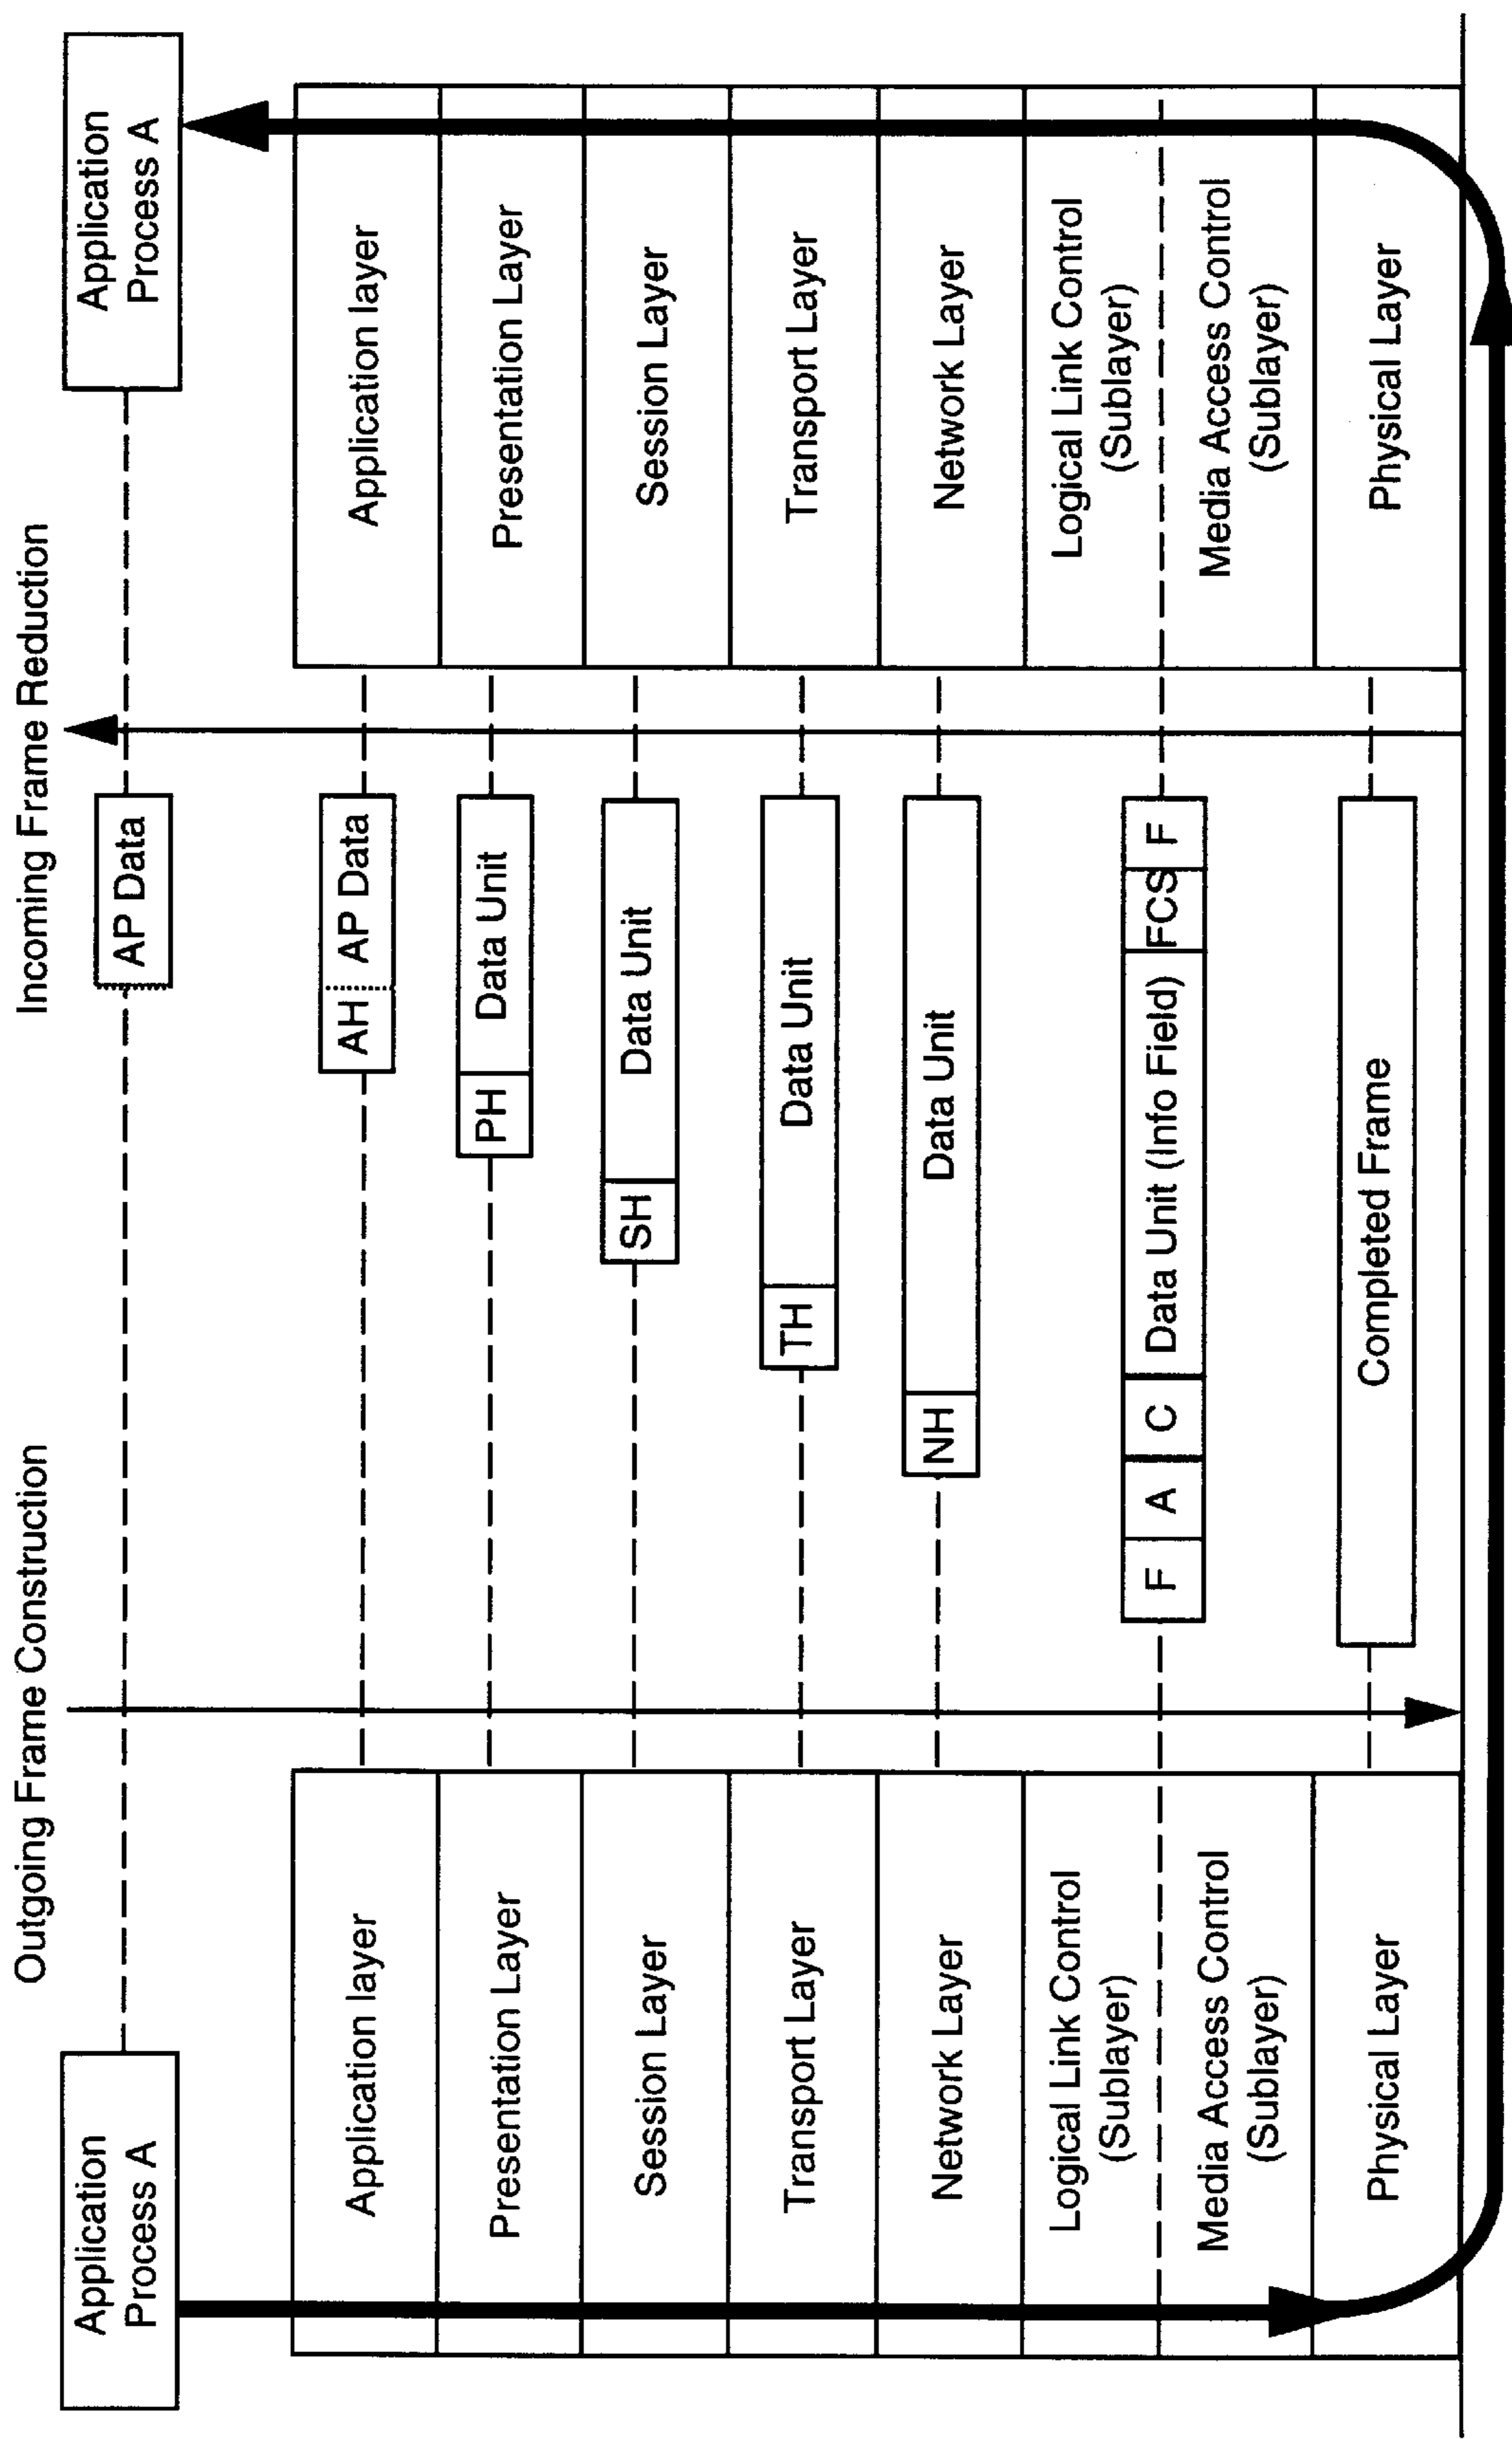 Outgoing Frame Construction
Incoming Frame Reduction
Application
Process A
AP Data
Application
Process A
Application layer
AH
AP Data
Application layer
Presentation Layer
PH
Data Unit
Presentation Layer
Session Layer
SH
Data Unit
Session Layer
Transport Layer
TH
Data Unit
Transport Layer
Network Layer
NH
Data Unit
Network Layer
Logical Link Control
(Sublayer)
Media Access Control
(Sublayer)
F
A
C
Data Unit (Info Field)
FCS
F
Logical Link Control
(Sublayer)
Media Access Control
(Sublayer)
Physical Layer
Completed Frame
Physical Layer